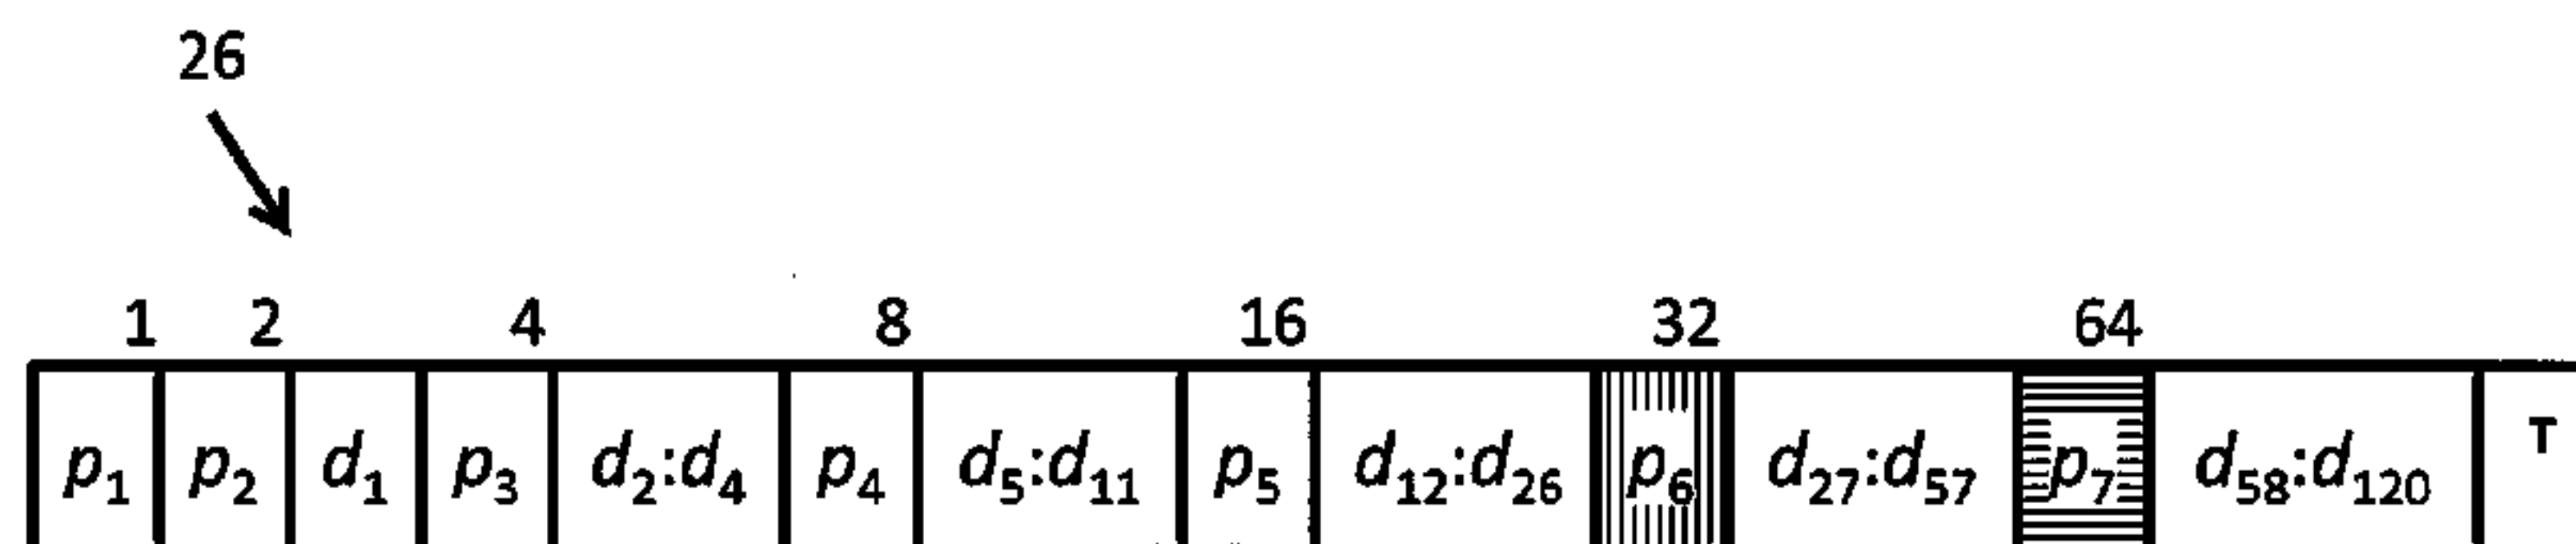 26
1 2 4 8 16 32 64
p₁ p₂ d₁ p₃ d₂:d₄ p₄ d₅:d₁₁ p₅ d₁₂:d₂₆ p₆ d₂₇:d₅₇ p₇ d₅₈:d₁₂₀ T